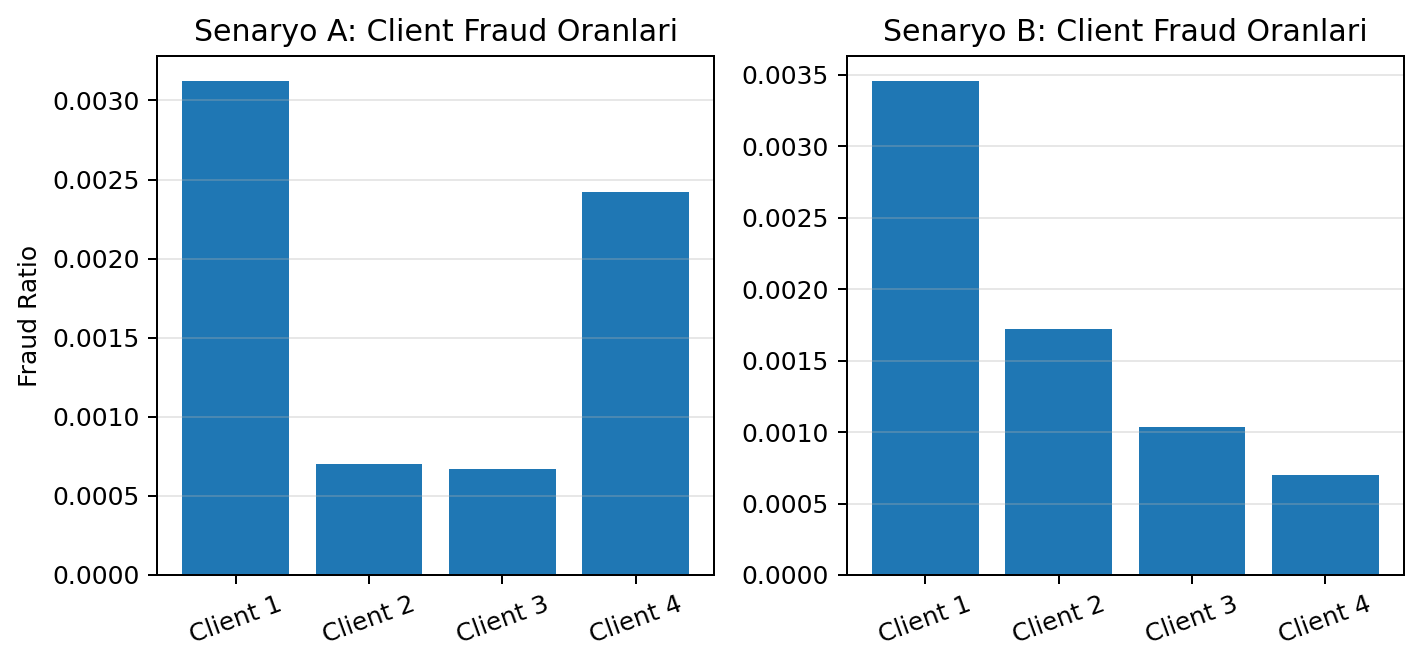 Senaryo A: Client Fraud Oranlari
Fraud Ratio
0.0030
0.0025
0.0020
0.0015
0.0010
0.0005
0.0000
Client 1
Client 2
Client 3
Client 4
Senaryo B: Client Fraud Oranlari
0.0035
0.0030
0.0025
0.0020
0.0015
0.0010
0.0005
0.0000
Client 1
Client 2
Client 3
Client 4